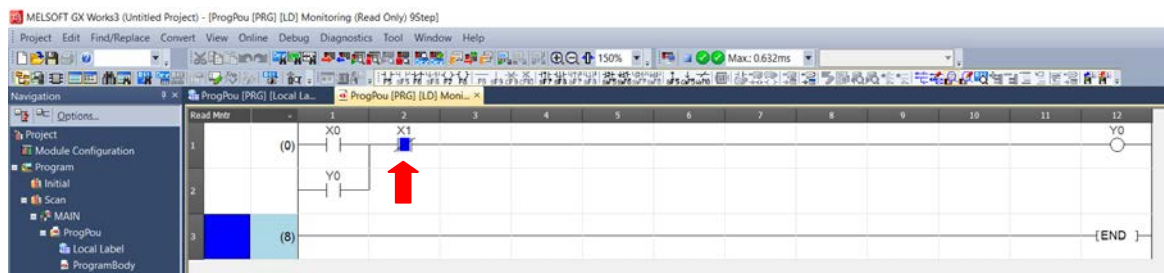 MELSOFT GX Works3 (Untitled Project) - [ProgPou [PRG] [LD] Monitoring (Read Only) 9Step]
Project Edit Find/Replace Convert View Online Debug Diagnostics Tool Window Help
150% Max.: 0.632ms
Navigation ProgPou [PRG] [Local La... ProgPou [PRG] [LD] Moni...
Options... Read Mntr 1 2 3 4 5 6 7 8 9 10 11 12
Project X0 X1 Y0
Module Configuration 1 (0)
Program
Initial Y0
Scan 2
MAIN
ProgPou 3 (8) [END ]
Local Label
ProgramBody